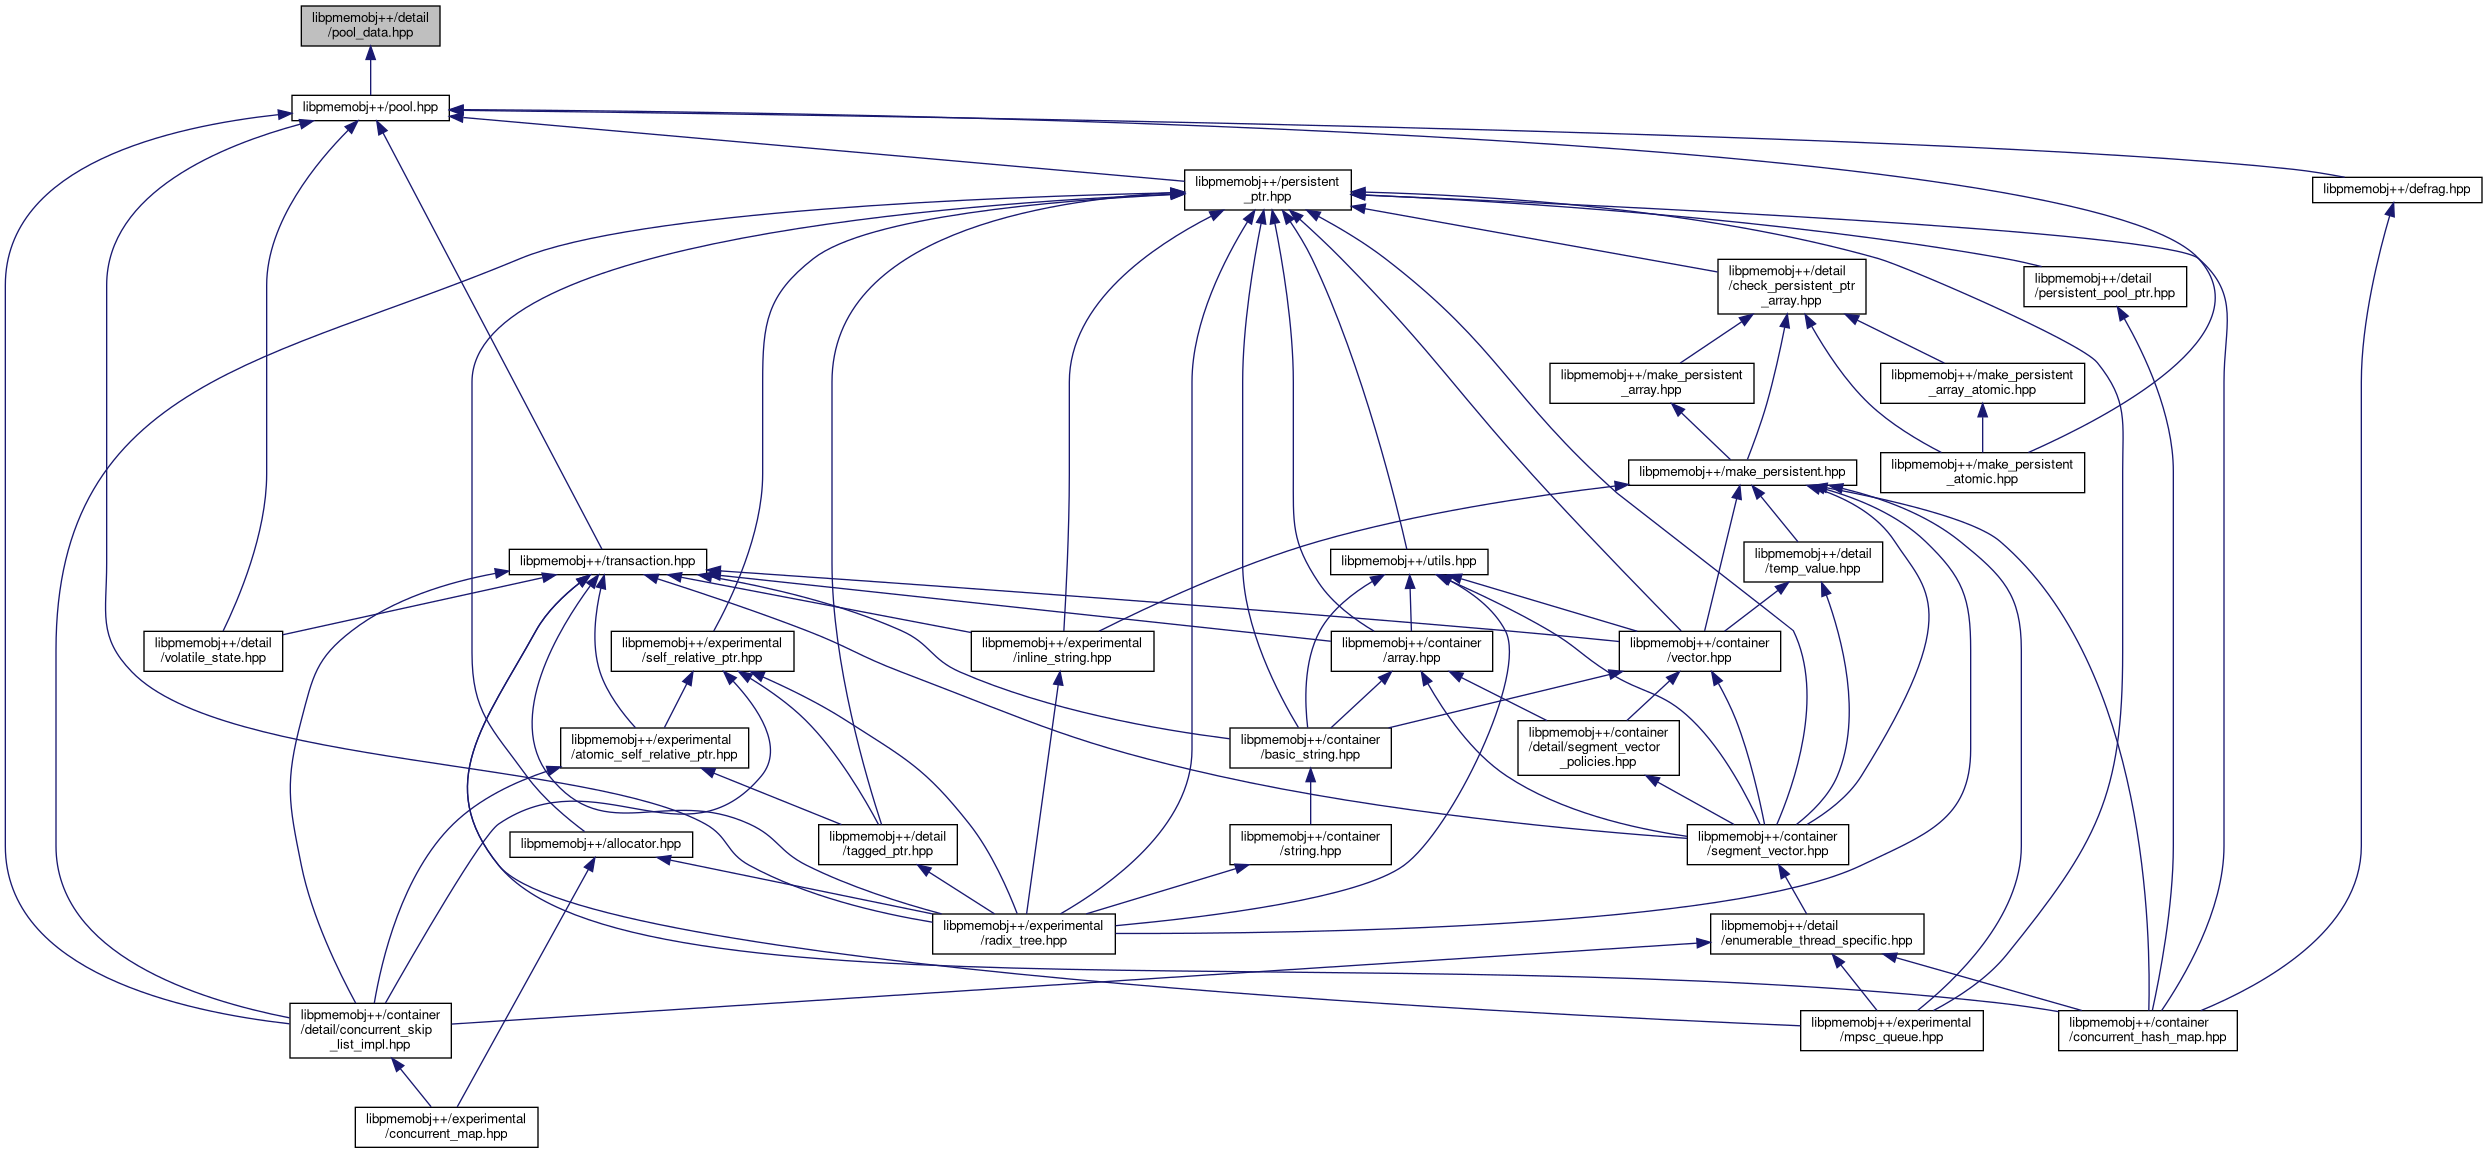 libpmemobj++/detail
/pool_data.hpp
libpmemobj++/pool.hpp
libpmemobj++/persistent
_ptr.hpp
libpmemobj++/defrag.hpp
libpmemobj++/detail
/check_persistent_ptr
_array.hpp
libpmemobj++/detail
/persistent_pool_ptr.hpp
libpmemobj++/make_persistent
_array.hpp
libpmemobj++/make_persistent
_array_atomic.hpp
libpmemobj++/make_persistent.hpp
libpmemobj++/make_persistent
_atomic.hpp
libpmemobj++/transaction.hpp
libpmemobj++/utils.hpp
libpmemobj++/detail
/temp_value.hpp
libpmemobj++/detail
/volatile_state.hpp
libpmemobj++/experimental
/self_relative_ptr.hpp
libpmemobj++/experimental
/inline_string.hpp
libpmemobj++/container
/array.hpp
libpmemobj++/container
/vector.hpp
libpmemobj++/experimental
/atomic_self_relative_ptr.hpp
libpmemobj++/container
/basic_string.hpp
libpmemobj++/container
/detail/segment_vector
_policies.hpp
libpmemobj++/allocator.hpp
libpmemobj++/detail
/tagged_ptr.hpp
libpmemobj++/container
/string.hpp
libpmemobj++/container
/segment_vector.hpp
libpmemobj++/experimental
/radix_tree.hpp
libpmemobj++/detail
/enumerable_thread_specific.hpp
libpmemobj++/container
/detail/concurrent_skip
_list_impl.hpp
libpmemobj++/experimental
/mpsc_queue.hpp
libpmemobj++/container
/concurrent_hash_map.hpp
libpmemobj++/experimental
/concurrent_map.hpp